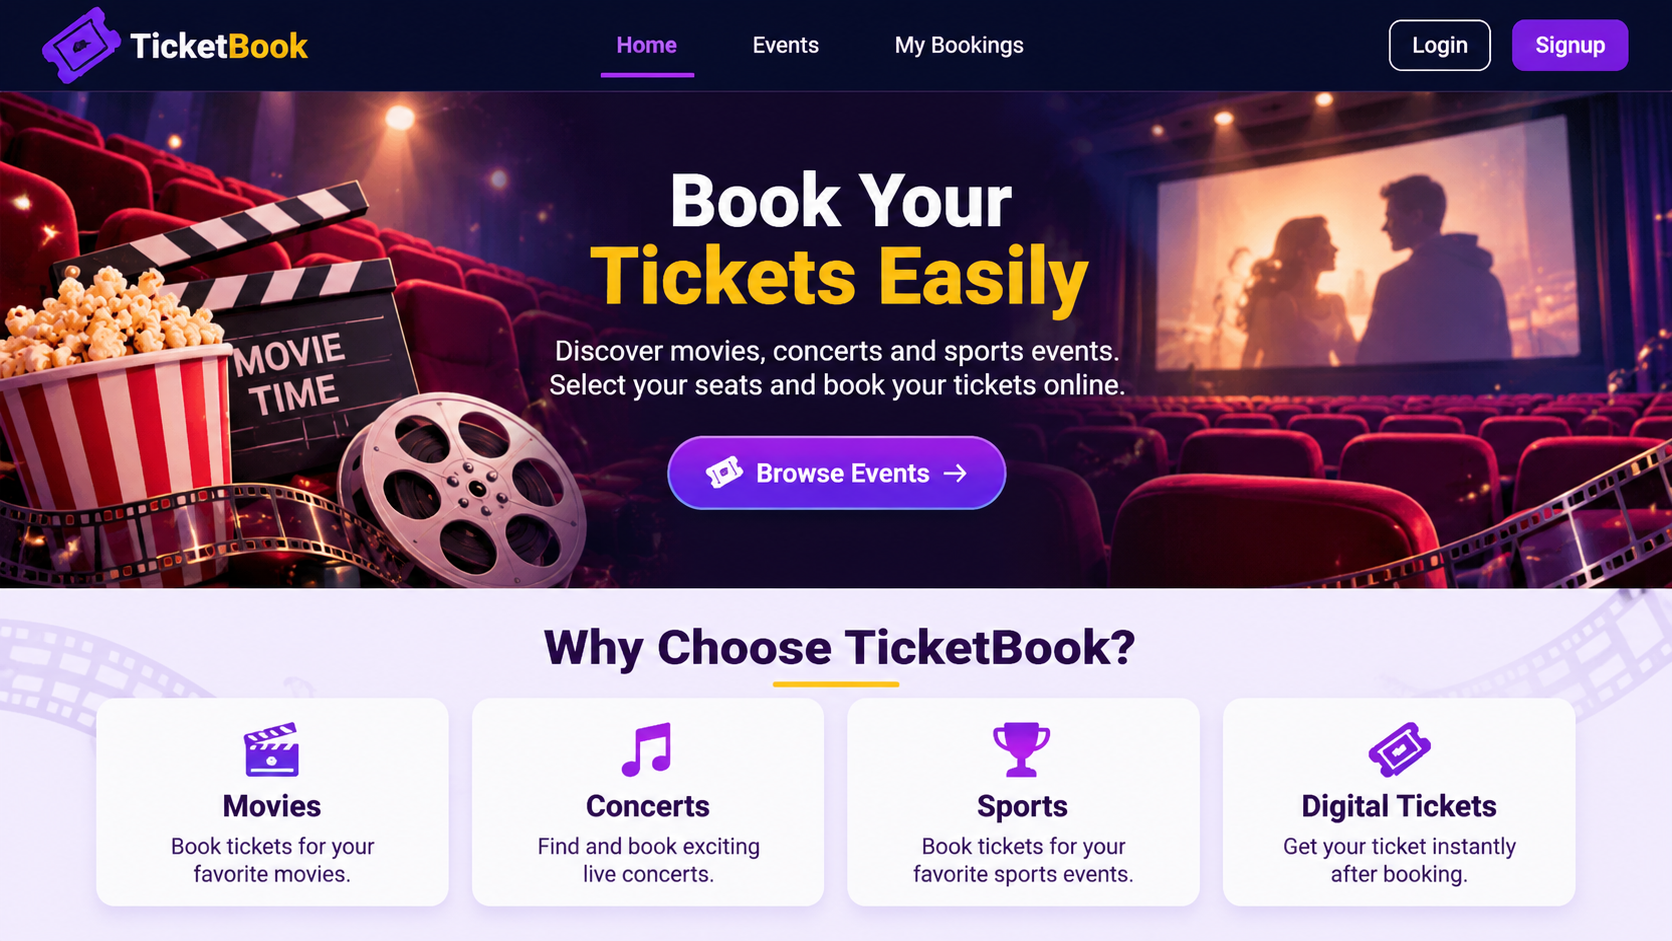 TicketBook
Home
Events
My Bookings
Login
Signup
Book Your
Tickets Easily
Discover movies, concerts and sports events.
Select your seats and book your tickets online.
Browse Events →
MOVIE
TIME
Why Choose TicketBook?
Movies
Book tickets for your
favorite movies.
Concerts
Find and book exciting
live concerts.
Sports
Book tickets for your
favorite sports events.
Digital Tickets
Get your ticket instantly
after booking.